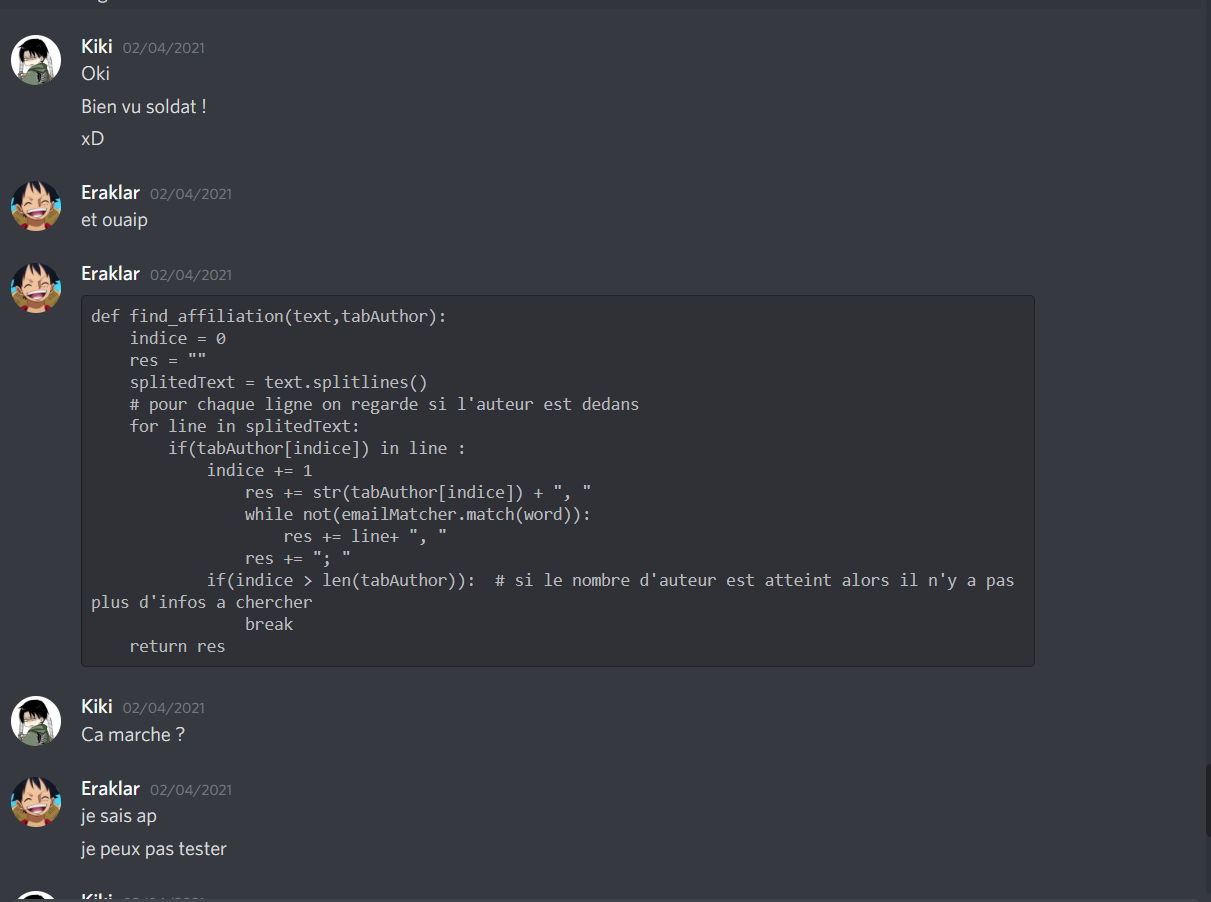 Kiki 02/04/2021
Oki
Bien vu soldat !
xD
Eraklar 02/04/2021
et ouaip
Eraklar 02/04/2021
def find_affiliation(text,tabAuthor):
    indice = 0
    res = ""
    splitedText = text.splitlines()
    # pour chaque ligne on regarde si l'auteur est dedans
    for line in splitedText:
        if(tabAuthor[indice]) in line :
            indice += 1
                res += str(tabAuthor[indice]) + ", "
                while not(emailMatcher.match(word)):
                    res += line+ ", "
                res += "; "
            if(indice > len(tabAuthor)):  # si le nombre d'auteur est atteint alors il n'y a pas
plus d'infos a chercher
                break
    return res
Kiki 02/04/2021
Ca marche ?
Eraklar 02/04/2021
je sais ap
je peux pas tester
Kiki 02/04/2021